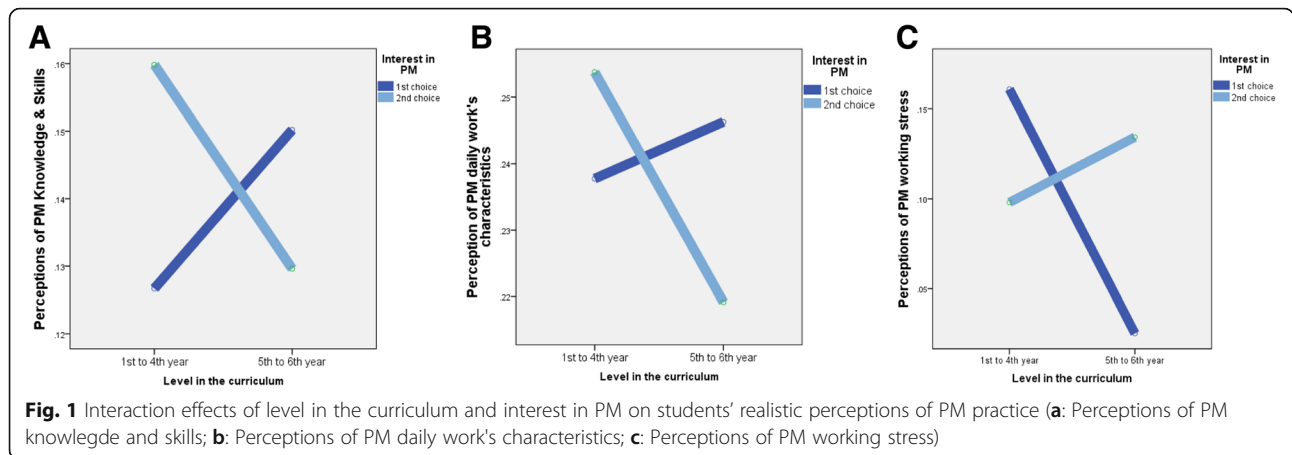 A
Perceptions of PM Knowledge & Skills
.16
.15
.14
.13
.12
1st to 4th year
5th to 6th year
Level in the curriculum
Interest in
PM
1st choice
2nd choice
B
Perception of PM daily work's
characteristics
.25
.24
.23
.22
1st to 4th year
5th to 6th year
Level in the curriculum
Interest in
PM
1st choice
2nd choice
C
Perceptions of PM working stress
.15
.10
.05
1st to 4th year
5th to 6th year
Level in the curriculum
Interest in
PM
1st choice
2nd choice
Fig. 1 Interaction effects of level in the curriculum and interest in PM on students' realistic perceptions of PM practice (a: Perceptions of PM
knowlegde and skills; b: Perceptions of PM daily work's characteristics; c: Perceptions of PM working stress)